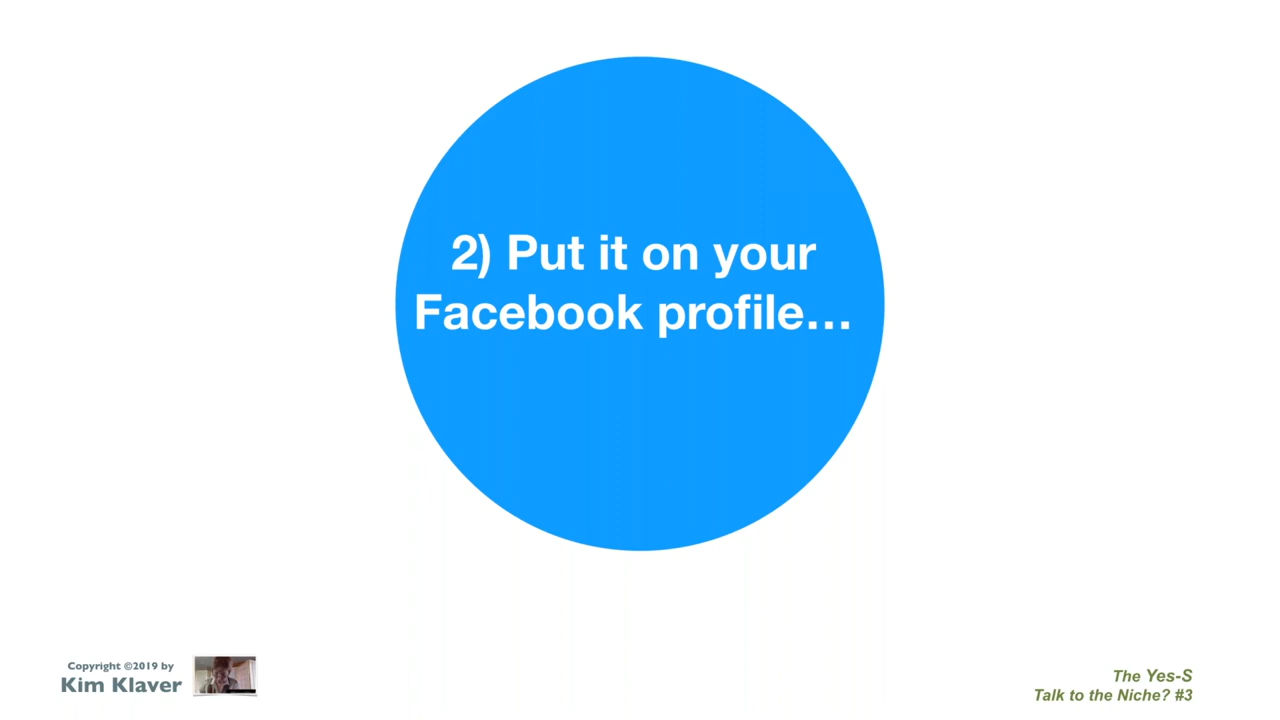 2) Put it on your
Facebook profile…
Copyright ©2019 by
Kim Klaver
The Yes-S
Talk to the Niche? #3